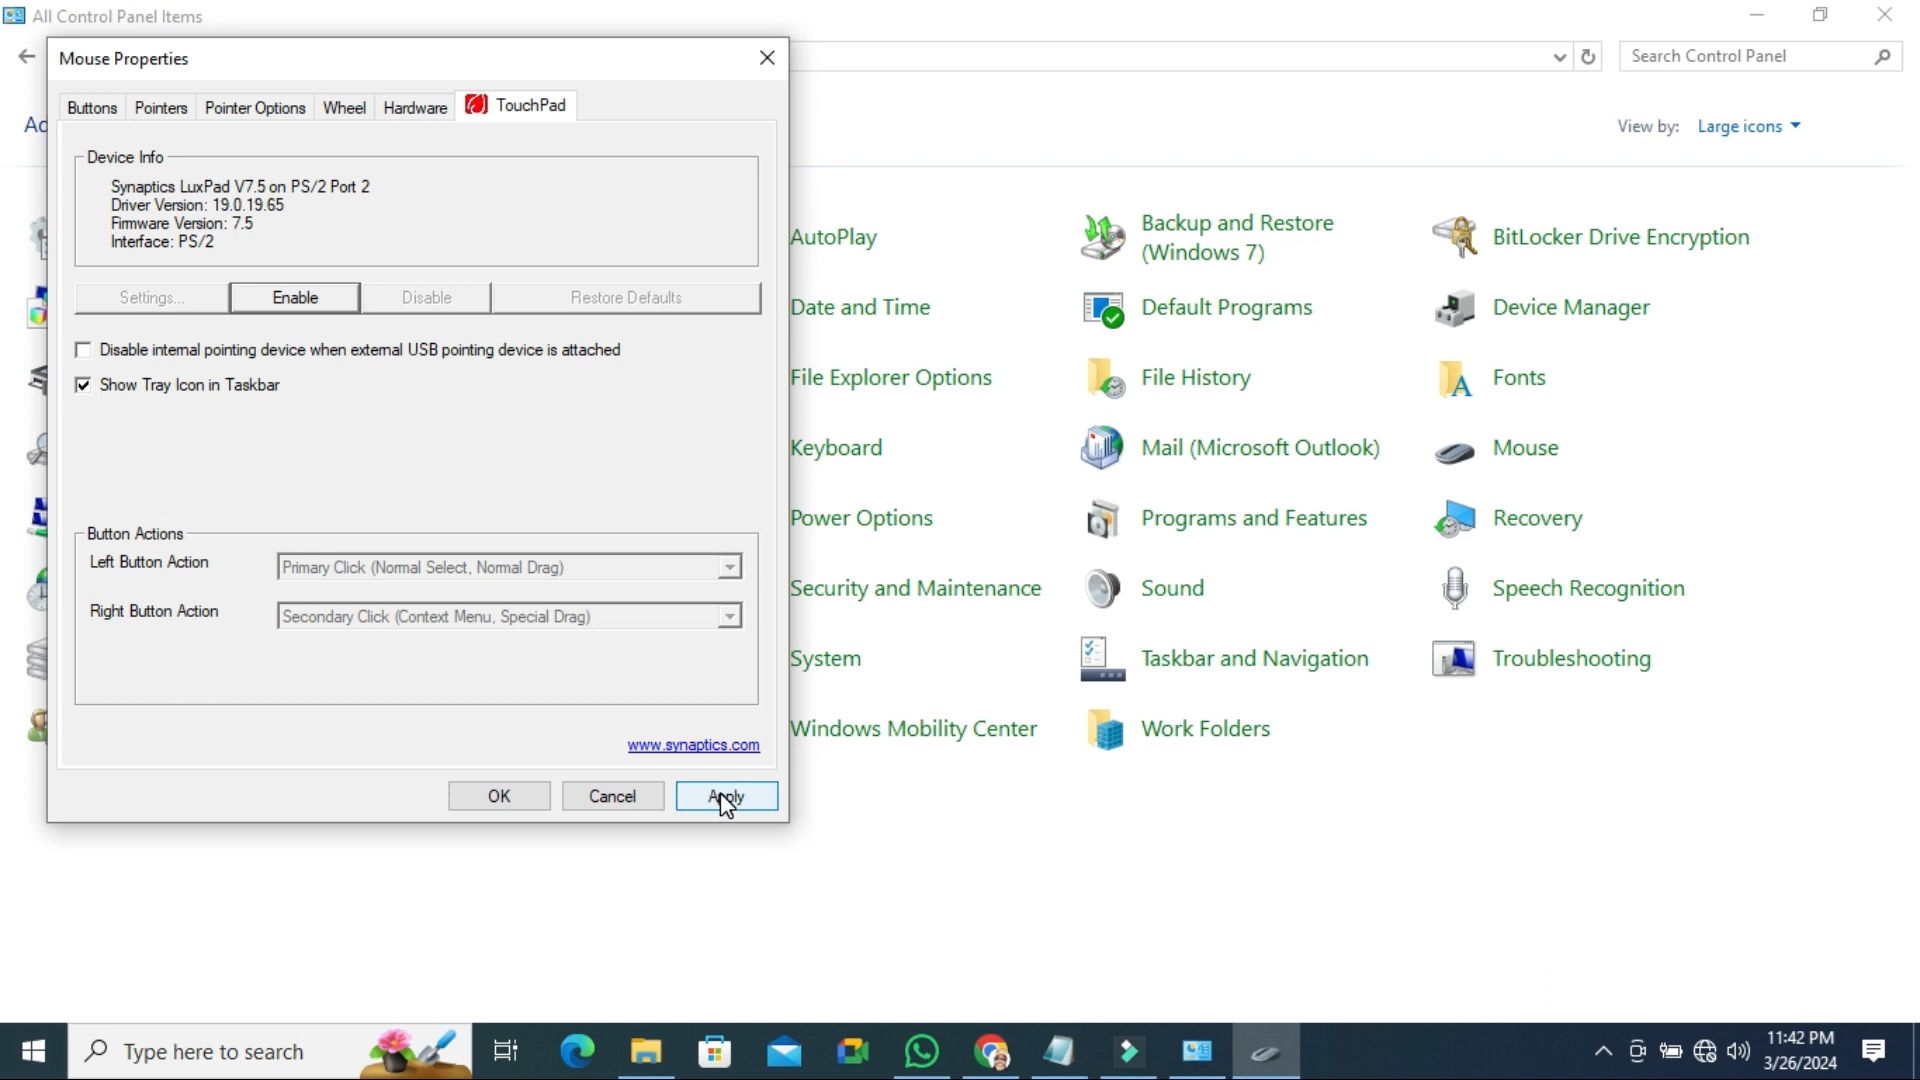 All Control Panel Items
Mouse Properties
Search Control Panel
Buttons
Pointers
Pointer Options
Wheel
Hardware
TouchPad
View by: Large icons
Device Info
Synaptics LuxPad V7.5 on PS/2 Port 2
Driver Version: 19.0.19.65
Firmware Version: 7.5
Interface: PS/2
Settings...
Enable
Disable
Restore Defaults
Disable internal pointing device when external USB pointing device is attached
Show Tray Icon in Taskbar
Button Actions
Left Button Action
Primary Click (Normal Select, Normal Drag)
Right Button Action
Secondary Click (Context Menu, Special Drag)
www.synaptics.com
OK
Cancel
Apply
AutoPlay
Backup and Restore
(Windows 7)
BitLocker Drive Encryption
Date and Time
Default Programs
Device Manager
File Explorer Options
File History
Fonts
Keyboard
Mail (Microsoft Outlook)
Mouse
Power Options
Programs and Features
Recovery
Security and Maintenance
Sound
Speech Recognition
System
Taskbar and Navigation
Troubleshooting
Windows Mobility Center
Work Folders
Type here to search
11:42 PM
3/26/2024